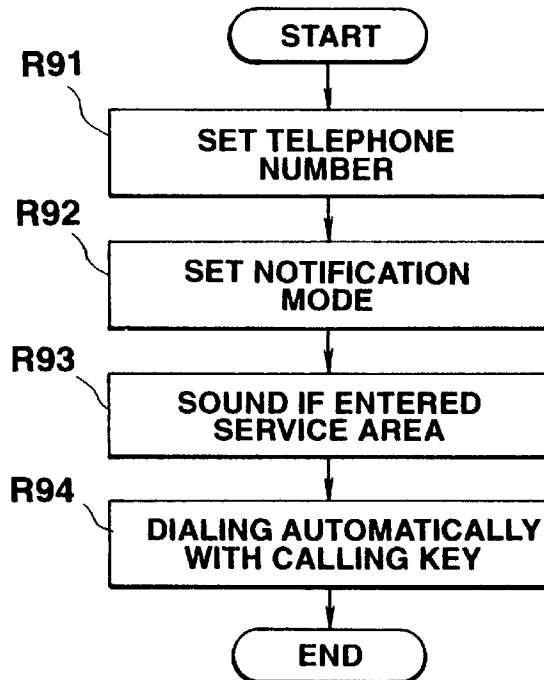 START
R91
SET TELEPHONE
NUMBER
R92
SET NOTIFICATION
MODE
R93
SOUND IF ENTERED
SERVICE AREA
R94
DIALING AUTOMATICALLY
WITH CALLING KEY
END